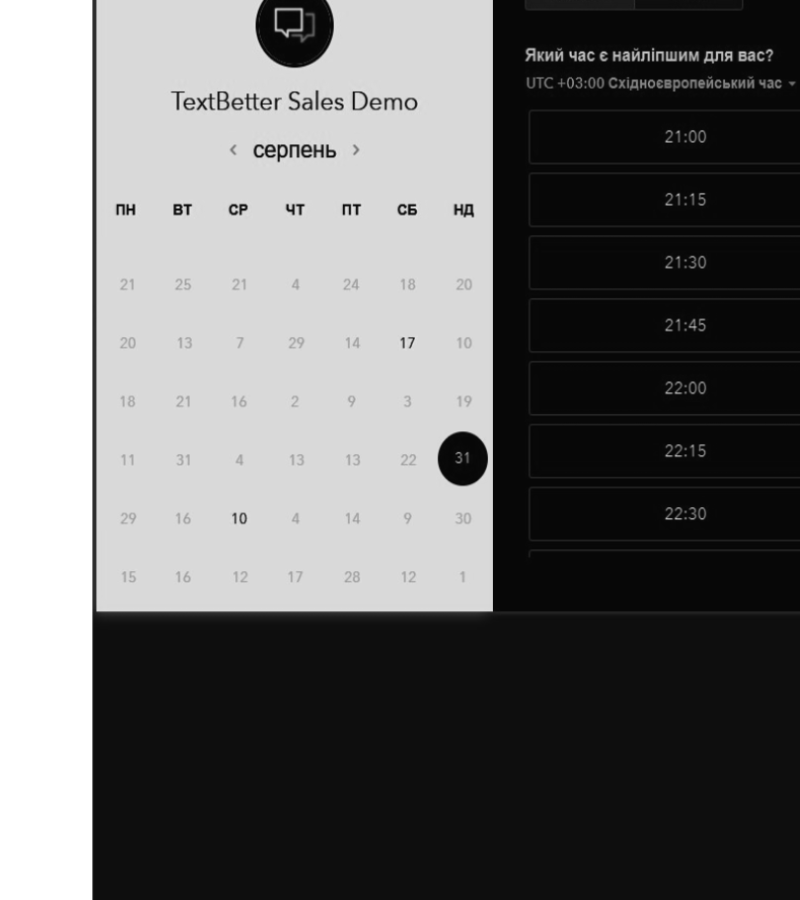 TextBetter Sales Demo
серпень
ПН ВТ СР ЧТ ПТ СБ НД
21 25 21 4 24 18 20
20 13 7 29 14 17 10
18 21 16 2 9 3 19
11 31 4 13 13 22 31
29 16 10 4 14 9 30
15 16 12 17 28 12 1
Який час є найліпшим для вас?
UTC +03:00 Східноєвропейський час
21:00
21:15
21:30
21:45
22:00
22:15
22:30